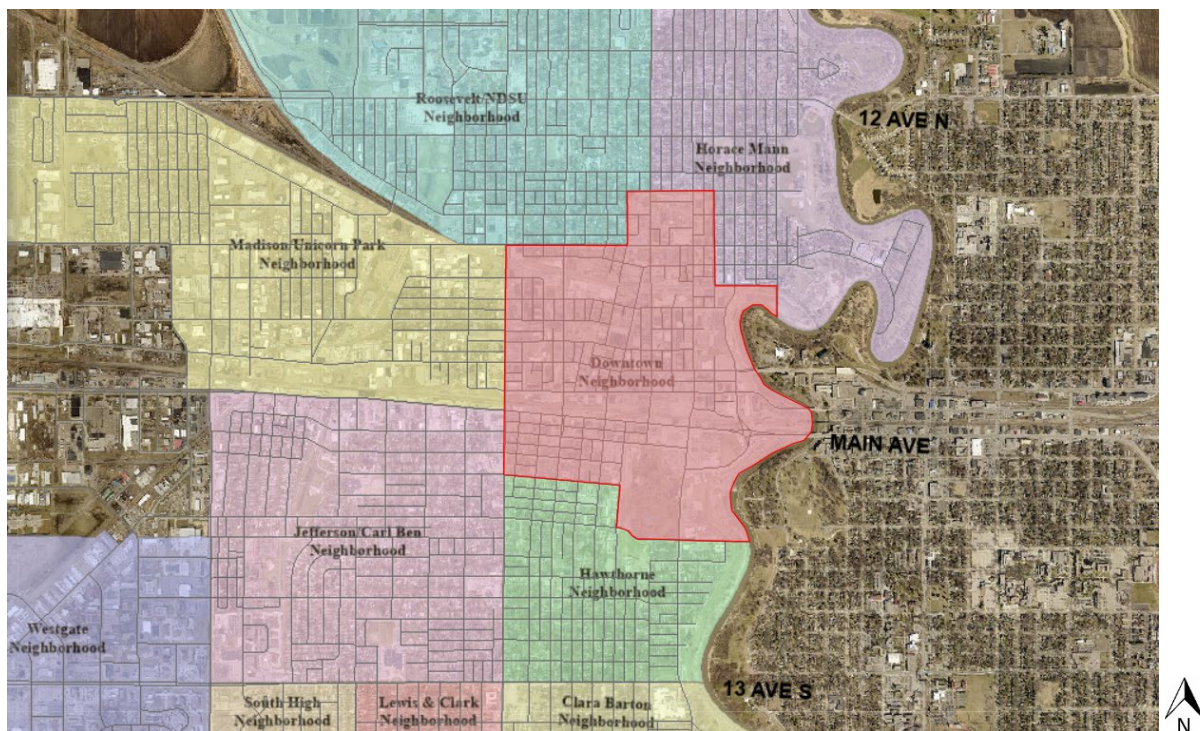 Roosevelt/NDSU
Neighborhood
12 AVE N
Horace Mann
Neighborhood
Madison/Unicorn Park
Neighborhood
Downtown
Neighborhood
MAIN AVE
Jefferson/Carl Ben
Neighborhood
Hawthorne
Neighborhood
Westgate
Neighborhood
13 AVE S
South High
Neighborhood
Lewis & Clark
Neighborhood
Clara Barton
Neighborhood
N